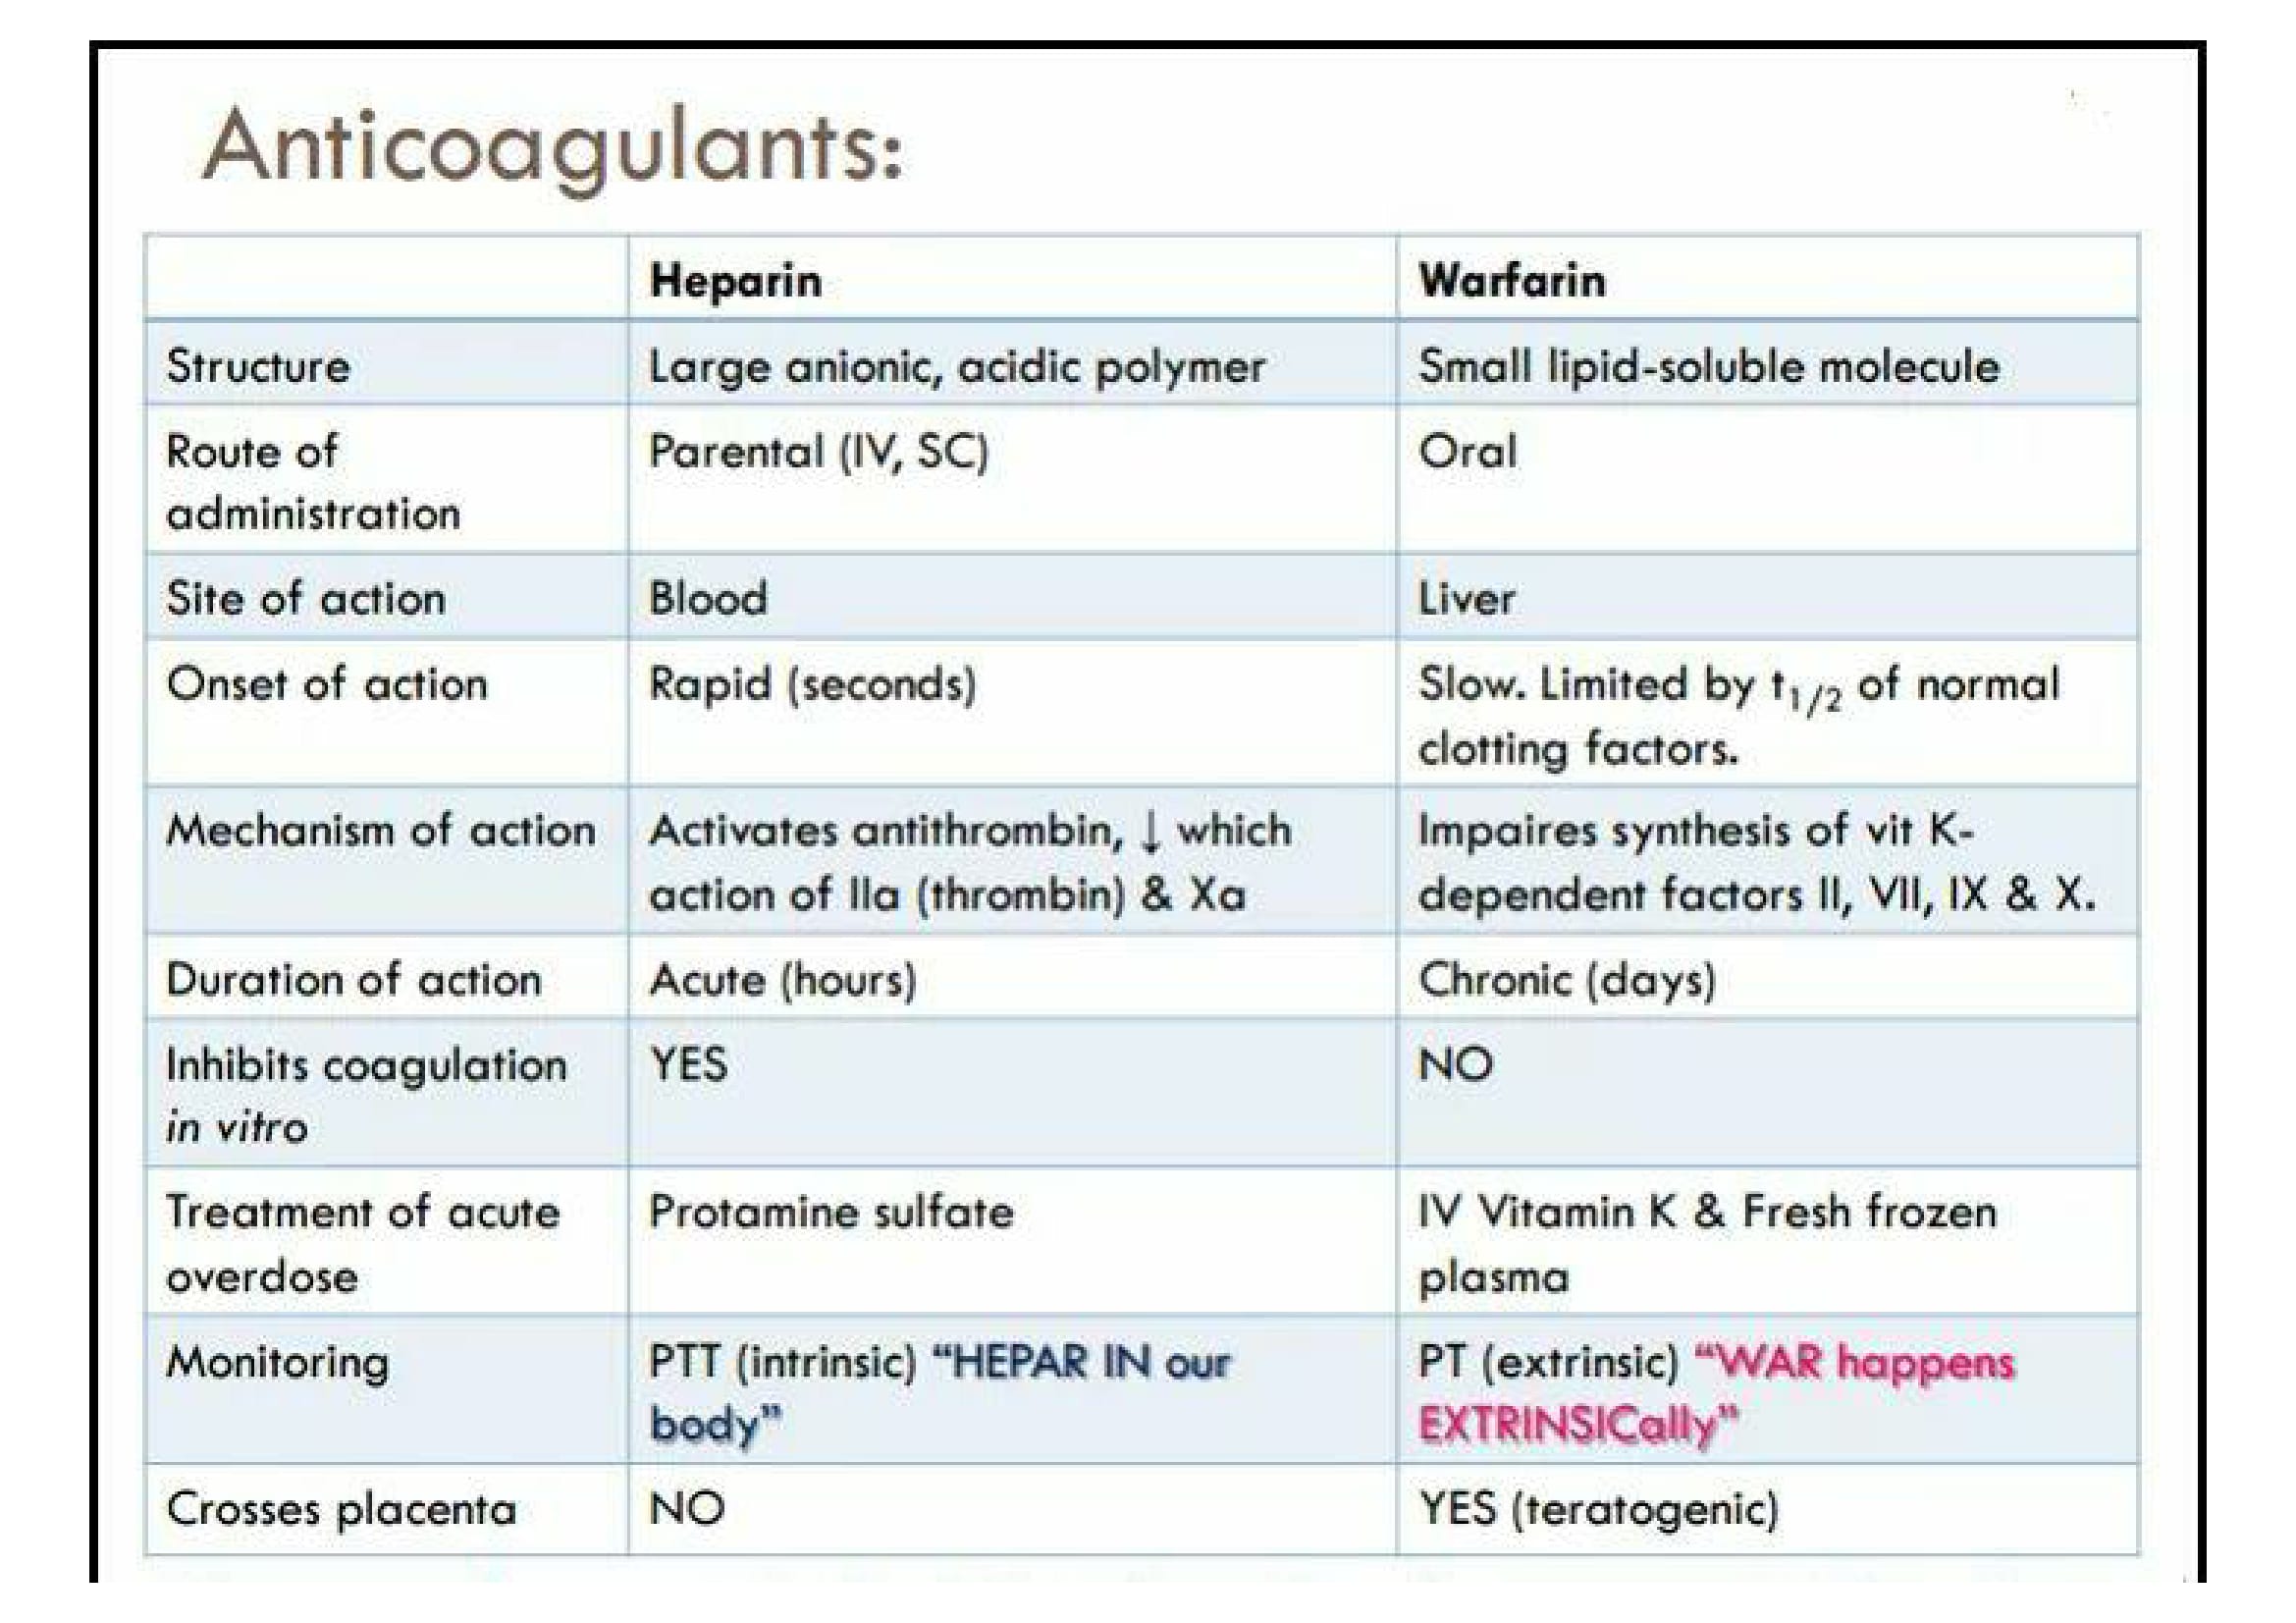 Anticoagulants:
Heparin
Warfarin
Structure
Large anionic, acidic polymer
Small lipid-soluble molecule
Route of
administration
Parental (IV, SC)
Oral
Site of action
Blood
Liver
Onset of action
Rapid (seconds)
Slow. Limited by t1/2 of normal
clotting factors.
Mechanism of action
Activates antithrombin, ↓ which
action of IIa (thrombin) & Xa
Impaires synthesis of vit K-
dependent factors II, VII, IX & X.
Duration of action
Acute (hours)
Chronic (days)
Inhibits coagulation
in vitro
YES
NO
Treatment of acute
overdose
Protamine sulfate
IV Vitamin K & Fresh frozen
plasma
Monitoring
PTT (intrinsic) “HEPAR IN our
body”
PT (extrinsic) “WAR happens
EXTRINSICally”
Crosses placenta
NO
YES (teratogenic)